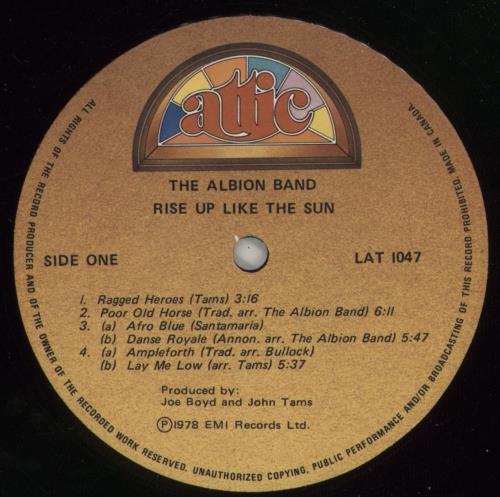 attic
THE ALBION BAND
RISE UP LIKE THE SUN
SIDE ONE
LAT 1047
1. Ragged Heroes (Tams) 3:16
2. Poor Old Horse (Trad. arr. The Albion Band) 6:11
3. (a) Afro Blue (Santamaria)
(b) Danse Royale (Annon. arr. The Albion Band) 5:47
4. (a) Ampleforth (Trad. arr. Bullock)
(b) Lay Me Low (arr. Tams) 5:37
Produced by:
Joe Boyd and John Tams
Ⓟ1978 EMI Records Ltd.
ALL RIGHTS OF THE RECORD PRODUCER AND OF THE OWNER OF THE RECORDED WORK RESERVED. UNAUTHORIZED COPYING, PUBLIC PERFORMANCE AND/OR BROADCASTING OF THIS RECORD PROHIBITED. MADE IN CANADA.